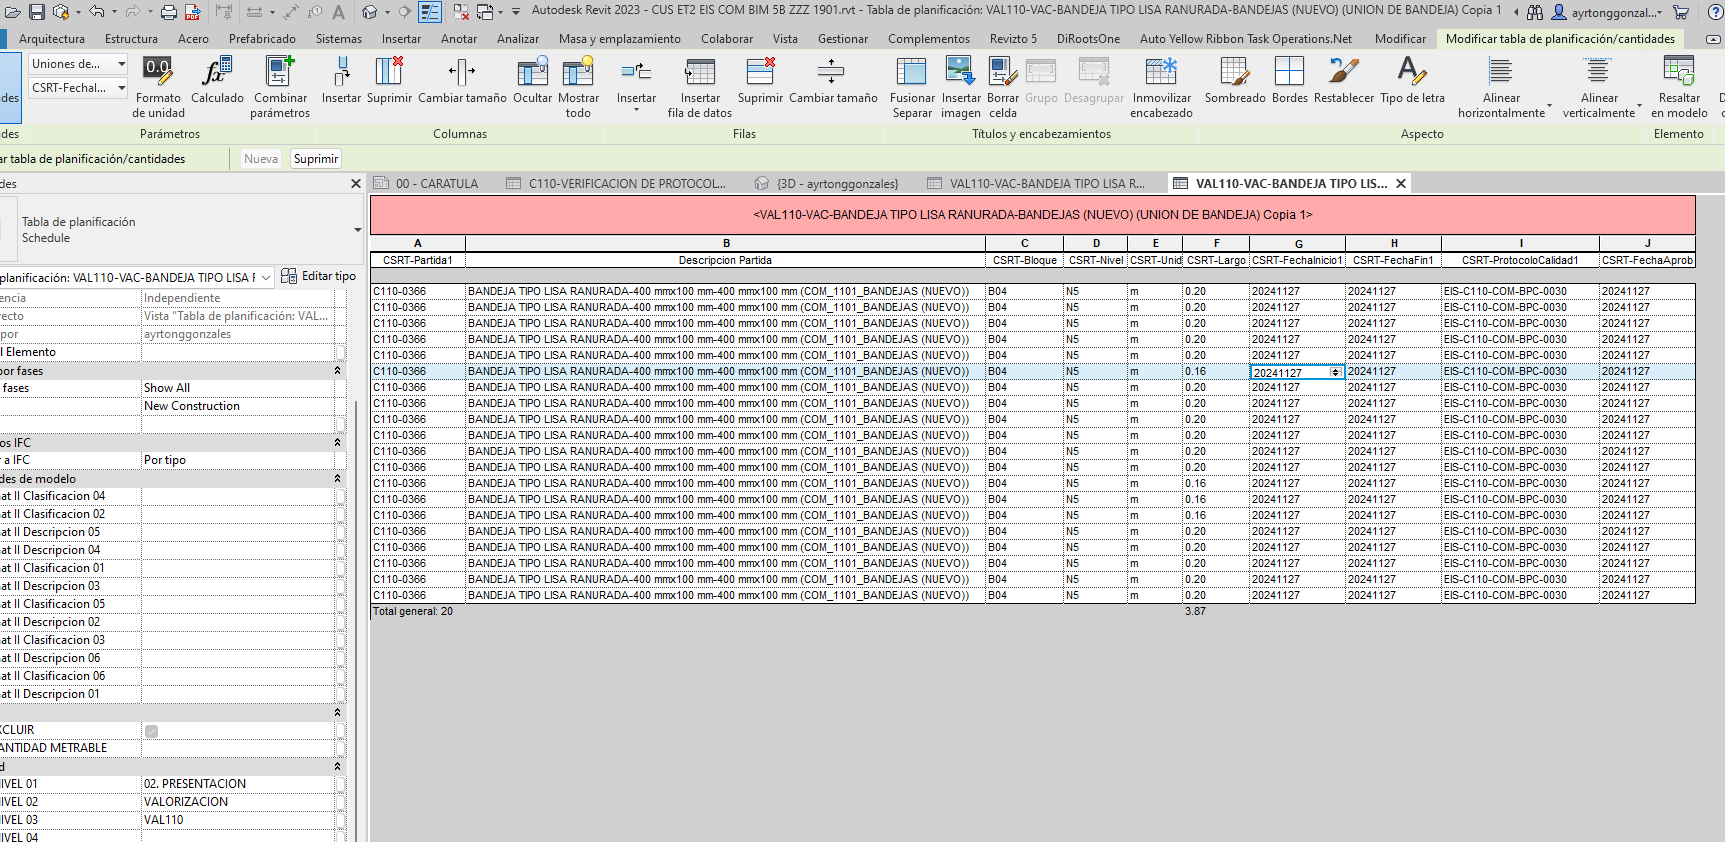 Autodesk Revit 2023 - CUS ET2 EIS COM BIM 5B ZZZ 1901.rvt - Tabla de planificación: VAL110-VAC-BANDEJA TIPO LISA RANURADA-BANDEJAS (NUEVO) (UNION DE BANDEJA) Copia 1
ayrtonggonzal...
Arquitectura Estructura Acero Prefabricado Sistemas Insertar Anotar Analizar Masa y emplazamiento Colaborar Vista Gestionar Complementos Revizto 5 DiRootsOne Auto Yellow Ribbon Task Operations.Net Modificar Modificar tabla de planificación/cantidades
Uniones de...
CSRT-FechaI...
Formato de unidad
Calculado
Combinar parámetros
Insertar Suprimir Cambiar tamaño Ocultar Mostrar todo
Insertar Insertar fila de datos Suprimir Cambiar tamaño
Fusionar Separar Insertar imagen Borrar celda Grupo Desagrupar Inmovilizar encabezado
Sombreado Bordes Restablecer Tipo de letra Alinear horizontalmente Alinear verticalmente
Resaltar en modelo
des Parámetros Columnas Filas Títulos y encabezamientos Aspecto Elemento
ar tabla de planificación/cantidades Nueva Suprimir
des
00 - CARATULA C110-VERIFICACION DE PROTOCOL... {3D - ayrtonggonzales} VAL110-VAC-BANDEJA TIPO LISA R... VAL110-VAC-BANDEJA TIPO LIS...
Tabla de planificación
Schedule
planificación: VAL110-VAC-BANDEJA TIPO LISA F Editar tipo
encia Independiente
yecto Vista "Tabla de planificación: VAL...
por ayrtonggonzales
l Elemento
por fases
fases Show All
New Construction
os IFC
r a IFC Por tipo
des de modelo
at II Clasificacion 04
at II Clasificacion 02
at II Descripcion 05
at II Descripcion 04
at II Clasificacion 01
at II Descripcion 03
at II Clasificacion 05
at II Descripcion 02
at II Clasificacion 03
at II Descripcion 06
at II Clasificacion 06
at II Descripcion 01
XCLUIR
ANTIDAD METRABLE
d
NIVEL 01 02. PRESENTACION
NIVEL 02 VALORIZACION
NIVEL 03 VAL110
NIVEL 04
<VAL110-VAC-BANDEJA TIPO LISA RANURADA-BANDEJAS (NUEVO) (UNION DE BANDEJA) Copia 1>
A B C D E F G H I J
CSRT-Partida1 Descripcion Partida CSRT-Bloque CSRT-Nivel CSRT-Unid CSRT-Largo CSRT-FechaInicio1 CSRT-FechaFin1 CSRT-ProtocoloCalidad1 CSRT-FechaAprob
C110-0366 BANDEJA TIPO LISA RANURADA-400 mmx100 mm-400 mmx100 mm (COM_1101_BANDEJAS (NUEVO)) B04 N5 m 0.20 20241127 20241127 EIS-C110-COM-BPC-0030 20241127
C110-0366 BANDEJA TIPO LISA RANURADA-400 mmx100 mm-400 mmx100 mm (COM_1101_BANDEJAS (NUEVO)) B04 N5 m 0.20 20241127 20241127 EIS-C110-COM-BPC-0030 20241127
C110-0366 BANDEJA TIPO LISA RANURADA-400 mmx100 mm-400 mmx100 mm (COM_1101_BANDEJAS (NUEVO)) B04 N5 m 0.20 20241127 20241127 EIS-C110-COM-BPC-0030 20241127
C110-0366 BANDEJA TIPO LISA RANURADA-400 mmx100 mm-400 mmx100 mm (COM_1101_BANDEJAS (NUEVO)) B04 N5 m 0.20 20241127 20241127 EIS-C110-COM-BPC-0030 20241127
C110-0366 BANDEJA TIPO LISA RANURADA-400 mmx100 mm-400 mmx100 mm (COM_1101_BANDEJAS (NUEVO)) B04 N5 m 0.20 20241127 20241127 EIS-C110-COM-BPC-0030 20241127
C110-0366 BANDEJA TIPO LISA RANURADA-400 mmx100 mm-400 mmx100 mm (COM_1101_BANDEJAS (NUEVO)) B04 N5 m 0.16 20241127 20241127 EIS-C110-COM-BPC-0030 20241127
C110-0366 BANDEJA TIPO LISA RANURADA-400 mmx100 mm-400 mmx100 mm (COM_1101_BANDEJAS (NUEVO)) B04 N5 m 0.20 20241127 20241127 EIS-C110-COM-BPC-0030 20241127
C110-0366 BANDEJA TIPO LISA RANURADA-400 mmx100 mm-400 mmx100 mm (COM_1101_BANDEJAS (NUEVO)) B04 N5 m 0.20 20241127 20241127 EIS-C110-COM-BPC-0030 20241127
C110-0366 BANDEJA TIPO LISA RANURADA-400 mmx100 mm-400 mmx100 mm (COM_1101_BANDEJAS (NUEVO)) B04 N5 m 0.20 20241127 20241127 EIS-C110-COM-BPC-0030 20241127
C110-0366 BANDEJA TIPO LISA RANURADA-400 mmx100 mm-400 mmx100 mm (COM_1101_BANDEJAS (NUEVO)) B04 N5 m 0.20 20241127 20241127 EIS-C110-COM-BPC-0030 20241127
C110-0366 BANDEJA TIPO LISA RANURADA-400 mmx100 mm-400 mmx100 mm (COM_1101_BANDEJAS (NUEVO)) B04 N5 m 0.20 20241127 20241127 EIS-C110-COM-BPC-0030 20241127
C110-0366 BANDEJA TIPO LISA RANURADA-400 mmx100 mm-400 mmx100 mm (COM_1101_BANDEJAS (NUEVO)) B04 N5 m 0.20 20241127 20241127 EIS-C110-COM-BPC-0030 20241127
C110-0366 BANDEJA TIPO LISA RANURADA-400 mmx100 mm-400 mmx100 mm (COM_1101_BANDEJAS (NUEVO)) B04 N5 m 0.16 20241127 20241127 EIS-C110-COM-BPC-0030 20241127
C110-0366 BANDEJA TIPO LISA RANURADA-400 mmx100 mm-400 mmx100 mm (COM_1101_BANDEJAS (NUEVO)) B04 N5 m 0.16 20241127 20241127 EIS-C110-COM-BPC-0030 20241127
C110-0366 BANDEJA TIPO LISA RANURADA-400 mmx100 mm-400 mmx100 mm (COM_1101_BANDEJAS (NUEVO)) B04 N5 m 0.16 20241127 20241127 EIS-C110-COM-BPC-0030 20241127
C110-0366 BANDEJA TIPO LISA RANURADA-400 mmx100 mm-400 mmx100 mm (COM_1101_BANDEJAS (NUEVO)) B04 N5 m 0.20 20241127 20241127 EIS-C110-COM-BPC-0030 20241127
C110-0366 BANDEJA TIPO LISA RANURADA-400 mmx100 mm-400 mmx100 mm (COM_1101_BANDEJAS (NUEVO)) B04 N5 m 0.20 20241127 20241127 EIS-C110-COM-BPC-0030 20241127
C110-0366 BANDEJA TIPO LISA RANURADA-400 mmx100 mm-400 mmx100 mm (COM_1101_BANDEJAS (NUEVO)) B04 N5 m 0.20 20241127 20241127 EIS-C110-COM-BPC-0030 20241127
C110-0366 BANDEJA TIPO LISA RANURADA-400 mmx100 mm-400 mmx100 mm (COM_1101_BANDEJAS (NUEVO)) B04 N5 m 0.20 20241127 20241127 EIS-C110-COM-BPC-0030 20241127
C110-0366 BANDEJA TIPO LISA RANURADA-400 mmx100 mm-400 mmx100 mm (COM_1101_BANDEJAS (NUEVO)) B04 N5 m 0.20 20241127 20241127 EIS-C110-COM-BPC-0030 20241127
Total general: 20 3.87